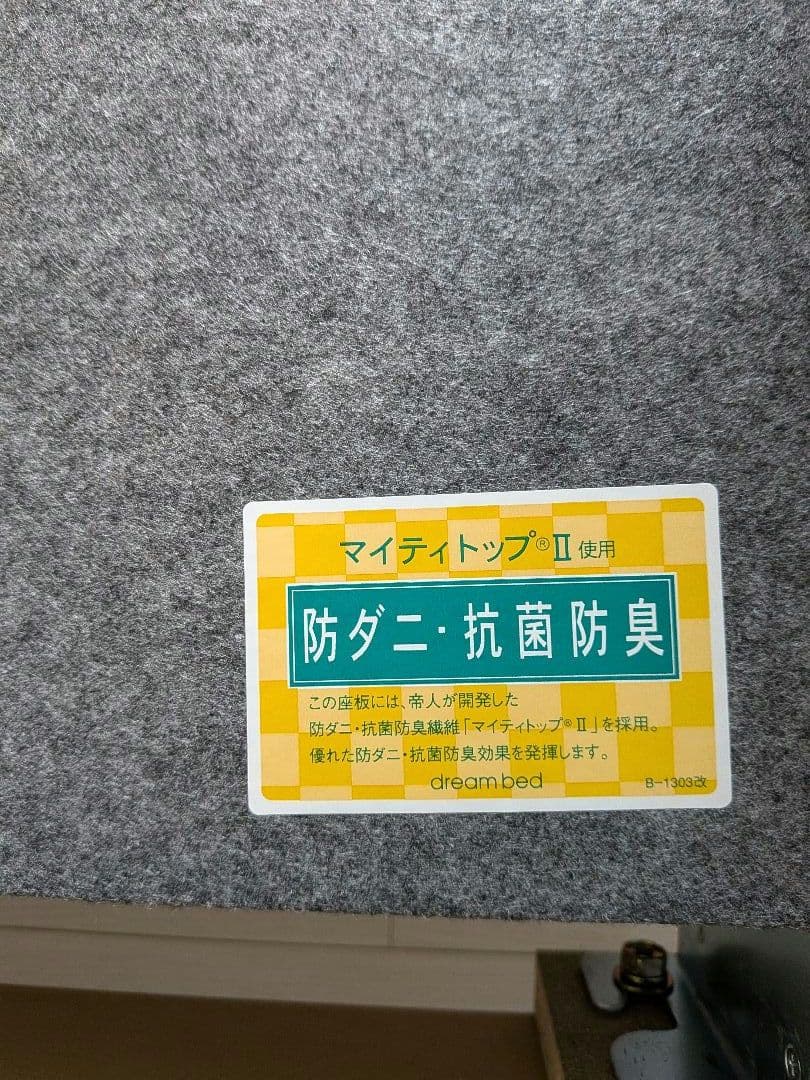 マイティトップ®Ⅱ使用
防ダニ・抗菌防臭
この座板には、帝人が開発した
防ダニ・抗菌防臭繊維「マイティトップ®Ⅱ」を採用。
優れた防ダニ・抗菌防臭効果を発揮します。
dream bed
B-1303改